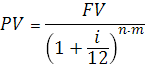 PV = FV / (1 + i/12)^(n·m)